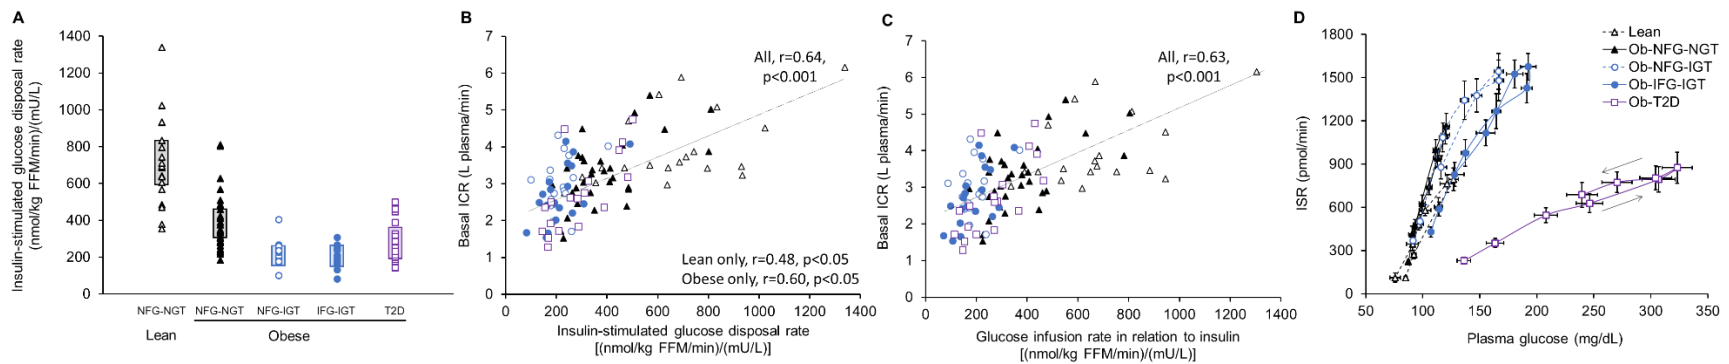 A
Insulin-stimulated glucose disposal rate
(nmol/kg FFM/min)/(mU/L)]
1400
1200
1000
800
600
400
200
0
NFG-NGT
NFG-NGT
NFG-IGT
IFG-IGT
T2D
Lean
Obese
B
Basal ICR (L plasma/min)
7
6
5
4
3
2
1
0
All, r=0.64,
p<0.001
Lean only, r=0.48, p<0.05
Obese only, r=0.60, p<0.05
0 200 400 600 800 1000 1200 1400
Insulin-stimulated glucose disposal rate
[(nmol/kg FFM/min)/(mU/L)]
C
Basal ICR (L plasma/min)
7
6
5
4
3
2
1
0
All, r=0.63,
p<0.001
0 200 400 600 800 1000 1200 1400
Glucose infusion rate in relation to insulin
[(nmol/kg FFM/min)/(mU/L)]
D
ISR (pmol/min)
1800
1500
1200
900
600
300
0
Lean
Ob-NFG-NGT
Ob-NFG-IGT
Ob-IFG-IGT
Ob-T2D
50 100 150 200 250 300 350
Plasma glucose (mg/dL)